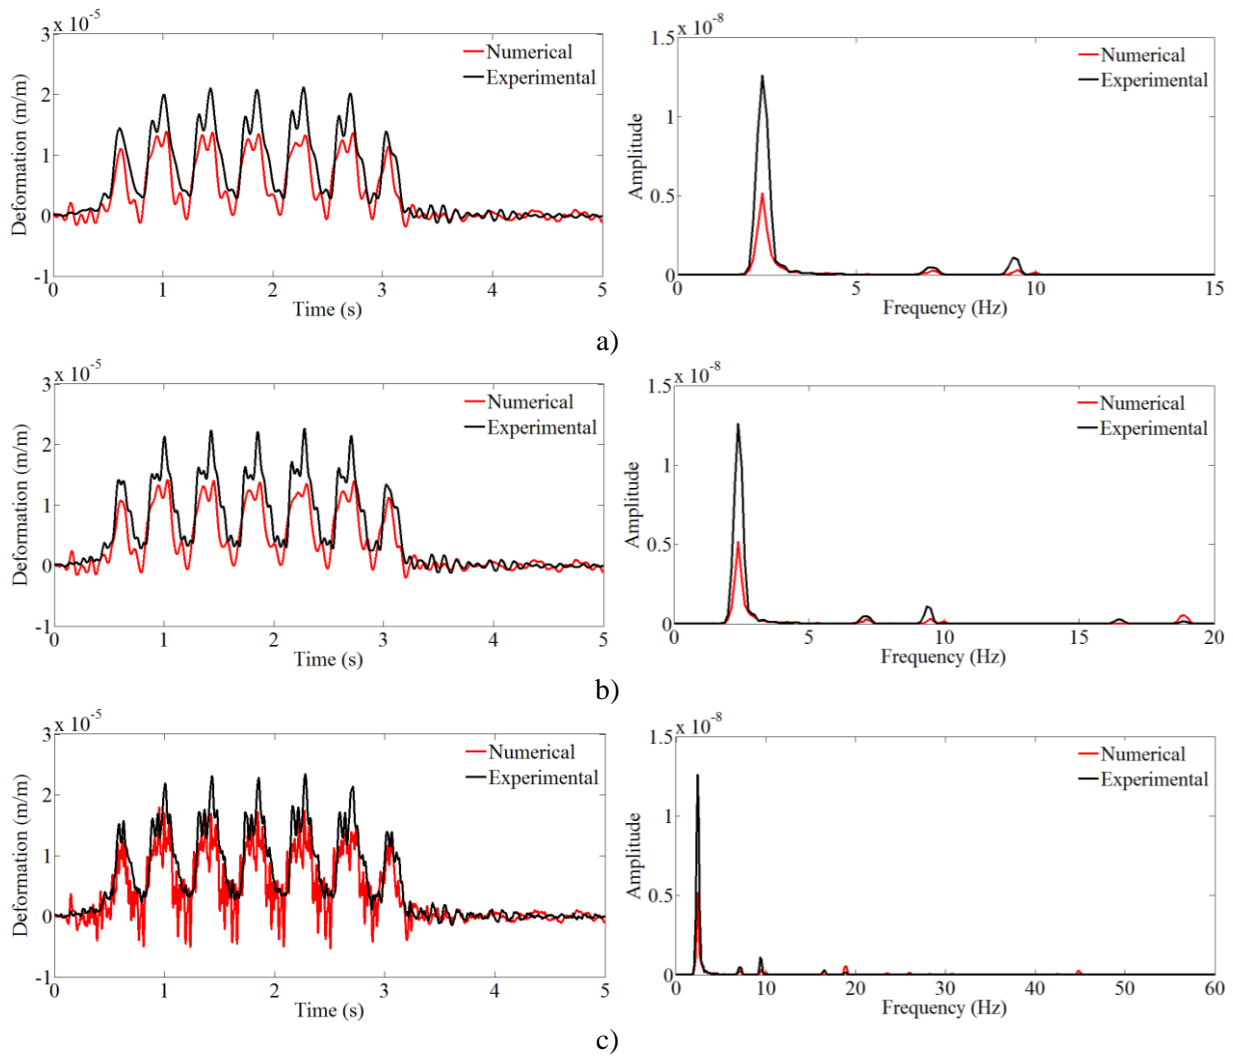 x 10^-5
3
2
1
0
-1
Deformation (m/m)
Numerical
Experimental
0 1 2 3 4 5
Time (s)
x 10^-8
1.5
1
0.5
0
Amplitude
Numerical
Experimental
0 5 10 15
Frequency (Hz)
a)
x 10^-5
3
2
1
0
-1
Deformation (m/m)
Numerical
Experimental
0 1 2 3 4 5
Time (s)
x 10^-8
1.5
1
0.5
0
Amplitude
Numerical
Experimental
0 5 10 15 20
Frequency (Hz)
b)
x 10^-5
3
2
1
0
-1
Deformation (m/m)
Numerical
Experimental
0 1 2 3 4 5
Time (s)
x 10^-8
1.5
1
0.5
0
Amplitude
Numerical
Experimental
0 10 20 30 40 50 60
Frequency (Hz)
c)